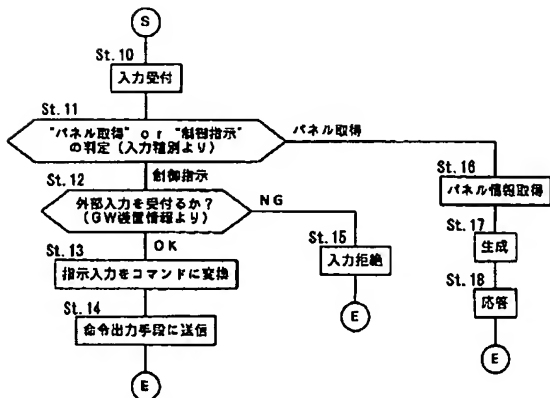 S
St.10
入力受付
St.11
"パネル取得" or "制御指示"
の判定(入力種別より)
パネル取得
制御指示
St.12
外部入力を受付るか?
(GW装置情報より)
NG
OK
St.13
指示入力をコマンドに変換
St.14
命令出力手段に送信
E
St.15
入力拒絶
E
St.16
パネル情報取得
St.17
生成
St.18
応答
E